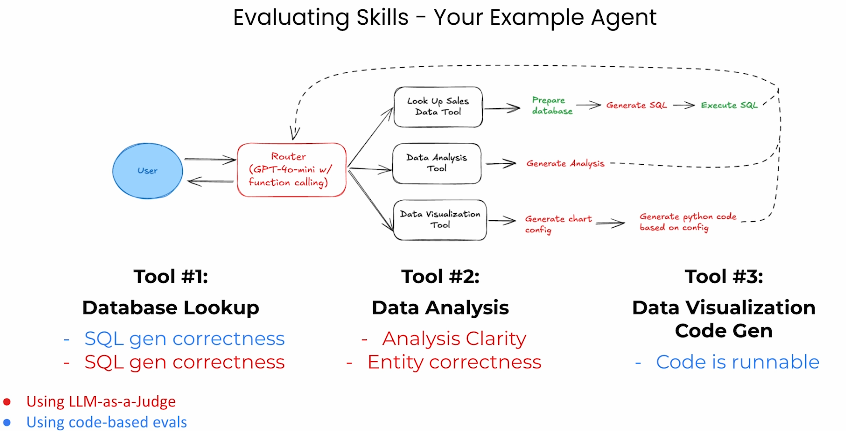 Evaluating Skills - Your Example Agent
User
Router
(GPT-4o-mini w/
function calling)
Look Up Sales
Data Tool
Prepare
database
Generate SQL
Execute SQL
Data Analysis
Tool
Generate Analysis
Data Visualization
Tool
Generate chart
config
Generate python code
based on config
Tool #1:
Database Lookup
- SQL gen correctness
- SQL gen correctness
Tool #2:
Data Analysis
- Analysis Clarity
- Entity correctness
Tool #3:
Data Visualization
Code Gen
- Code is runnable
● Using LLM-as-a-Judge
● Using code-based evals